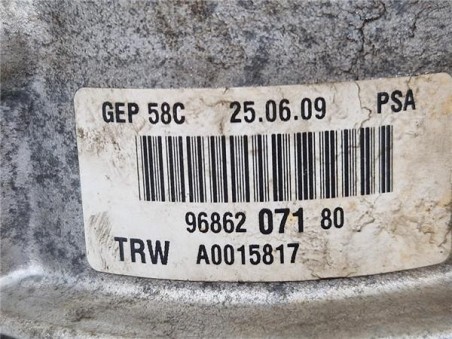 GEP 58C 25.06.09 PSA
96862 071 80
TRW A0015817